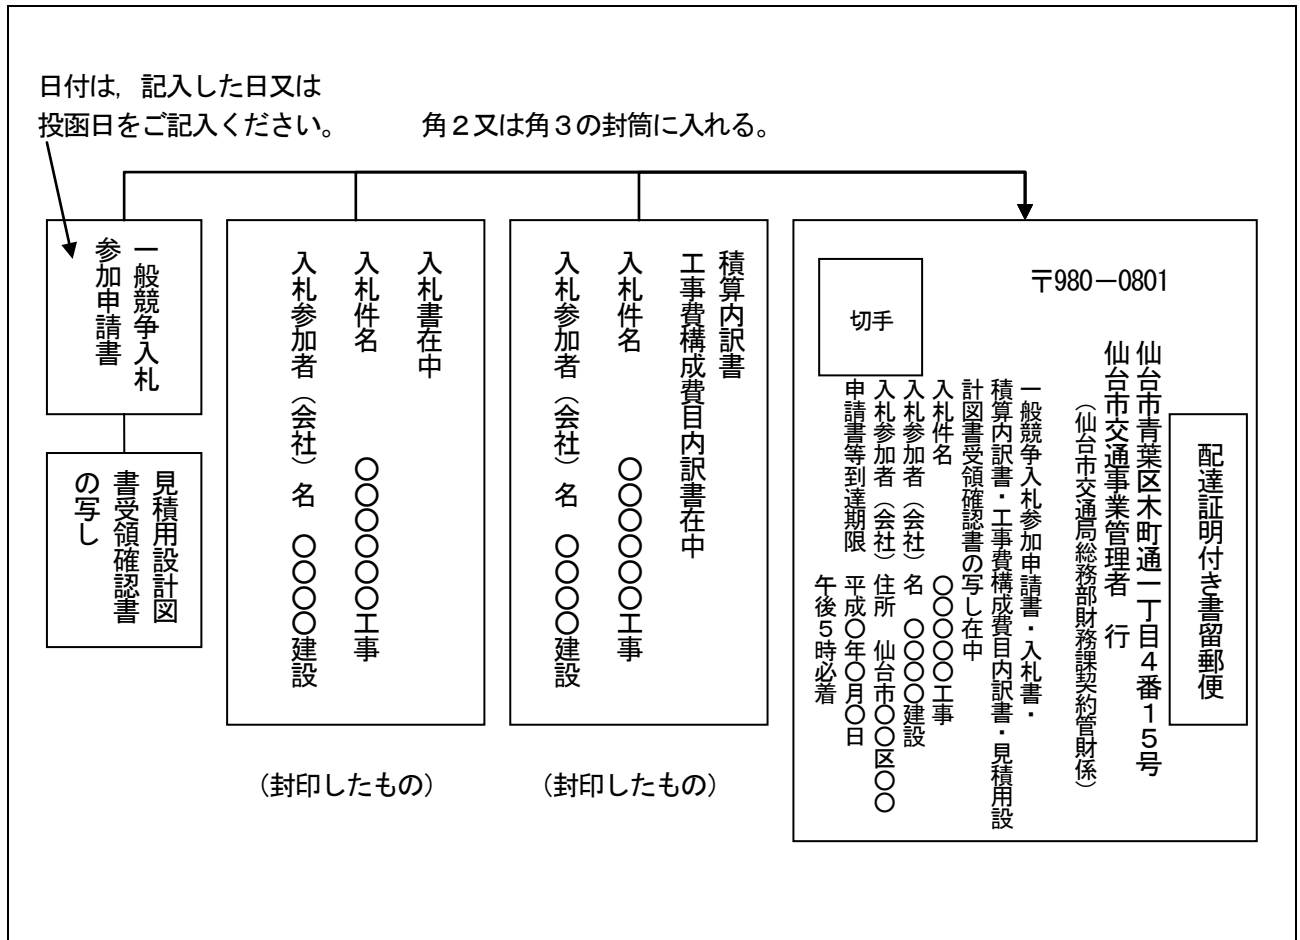 日付は，記入した日又は
投函日をご記入ください。
角２又は角３の封筒に入れる。
一般競争入札
参加申請書
見積用設計図
書受領確認書
の写し
入札書在中
入札件名　〇〇〇〇〇〇工事
入札参加者（会社）名　〇〇〇〇建設
（封印したもの）
積算内訳書
工事費構成費目内訳書在中
入札件名　〇〇〇〇〇〇工事
入札参加者（会社）名　〇〇〇〇建設
（封印したもの）
配達証明付き書留郵便
〒980－0801
仙台市青葉区木町通一丁目４番１５号
仙台市交通事業管理者　行
（仙台市交通局総務部財務課契約管財係）
切手
一般競争入札参加申請書・入札書・
積算内訳書・工事費構成費目内訳書・見積用設
計図書受領確認書の写し在中
入札件名　〇〇〇〇〇工事
入札参加者（会社）名　〇〇〇〇建設
入札参加者（会社）住所　仙台市〇〇区〇〇
申請書等到達期限　平成〇年〇月〇日
午後５時必着